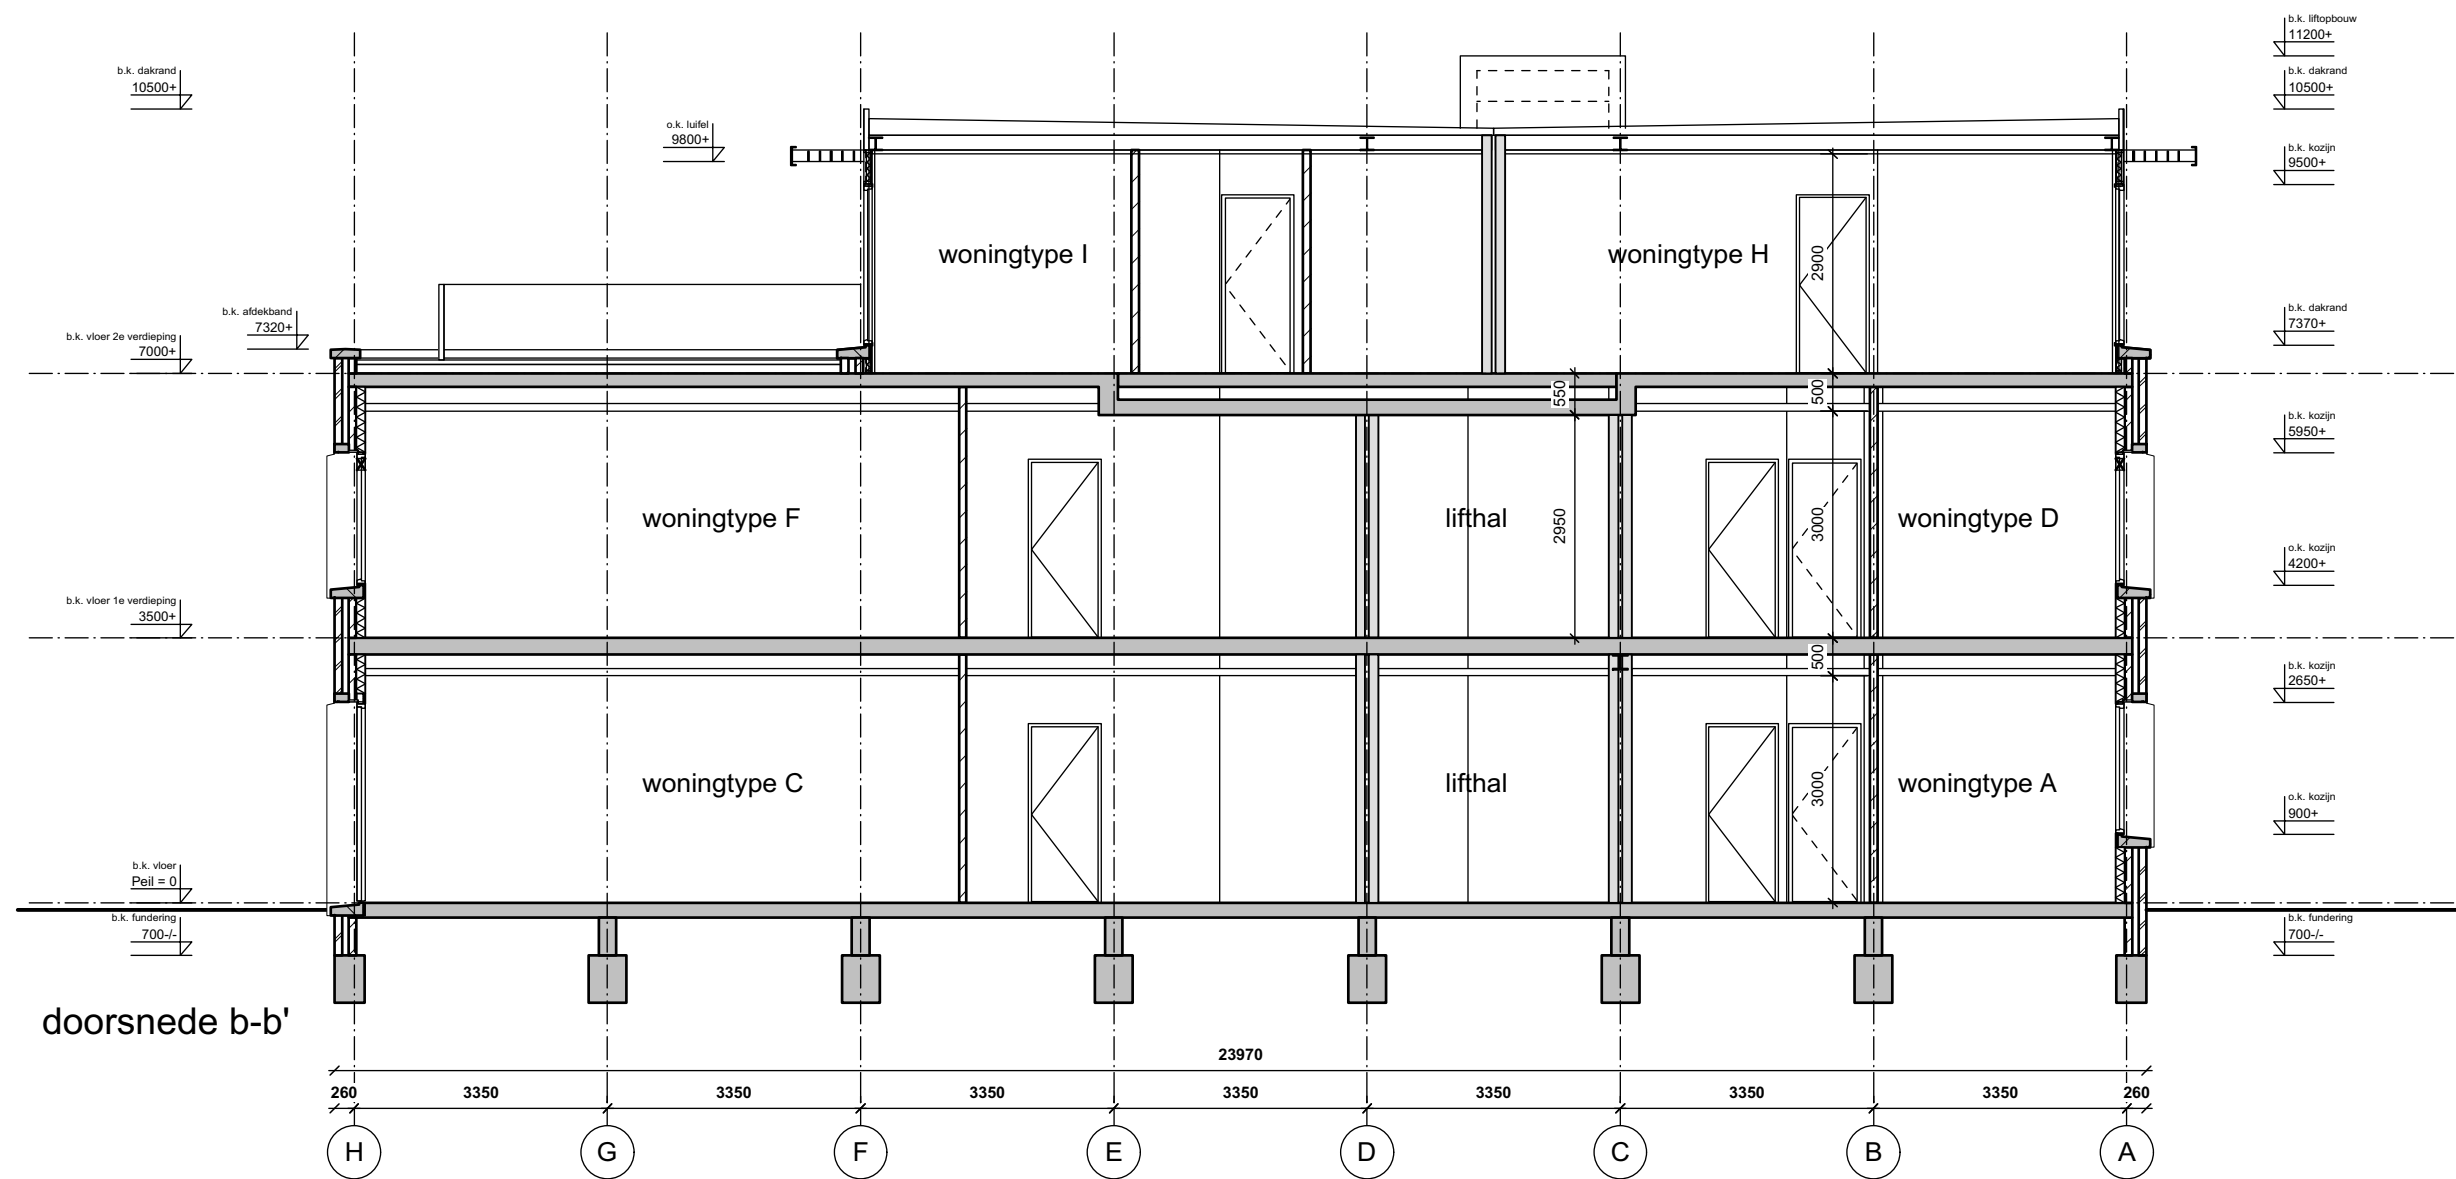 b.k. liftopbouw
11200+
b.k. dakrand
10500+
b.k. dakrand
10500+
o.k. luifel
9800+
b.k. kozijn
9500+
woningtype I
woningtype H
2900
b.k. afdekband
7320+
b.k. dakrand
7370+
b.k. vloer 2e verdieping
7000+
550
500
b.k. kozijn
5950+
woningtype F
lifthal
2950
3000
woningtype D
o.k. kozijn
4200+
b.k. vloer 1e verdieping
3500+
500
b.k. kozijn
2650+
woningtype C
lifthal
3000
woningtype A
o.k. kozijn
900+
b.k. vloer
Peil = 0
b.k. fundering
700-/-
b.k. fundering
700-/-
doorsnede b-b'
23970
260 3350 3350 3350 3350 3350 3350 3350 260
H G F E D C B A